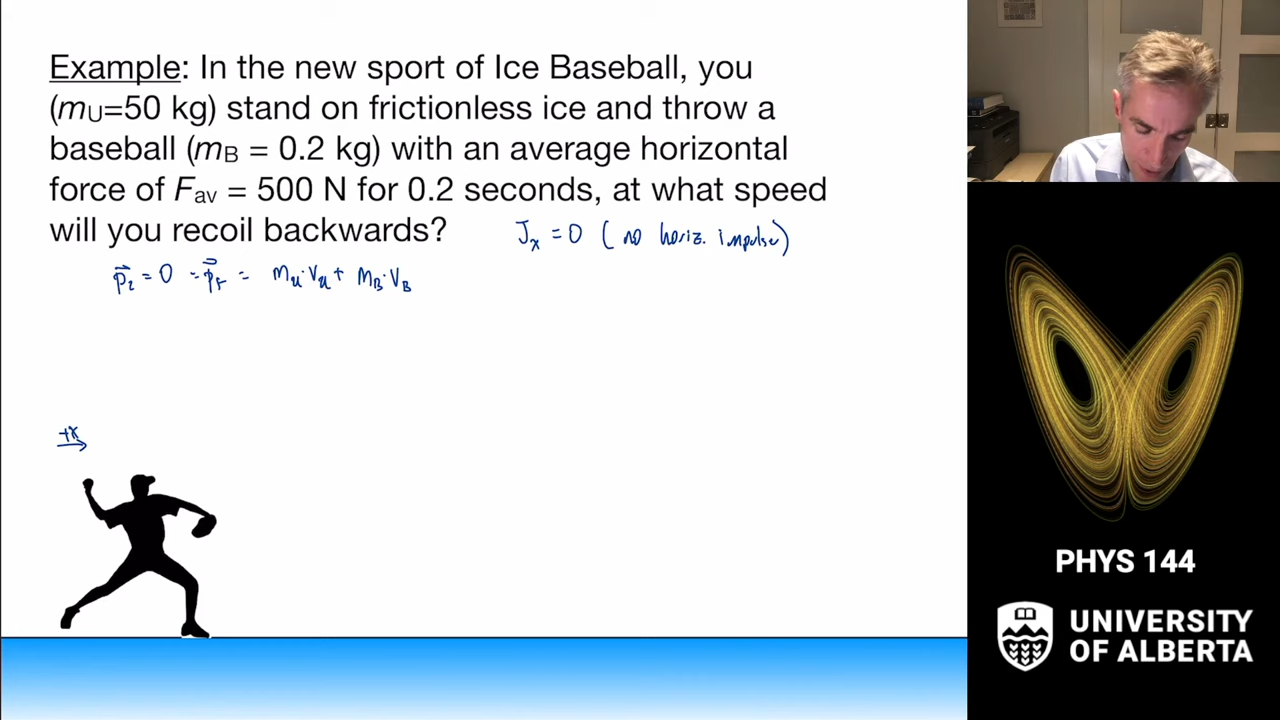 Example: In the new sport of Ice Baseball, you
(mU=50 kg) stand on frictionless ice and throw a
baseball (mB = 0.2 kg) with an average horizontal
force of Fav = 500 N for 0.2 seconds, at what speed
will you recoil backwards?
Jx = 0 (no horiz. impulse)
p⃗i = 0 = p⃗f = mu·vu + mB·vB
+x
PHYS 144
UNIVERSITY
OF ALBERTA